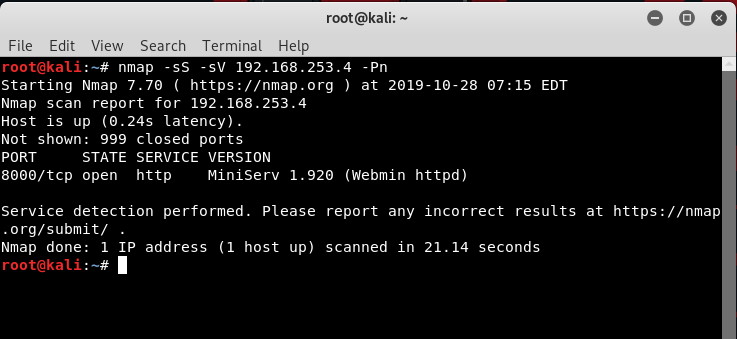 root@kali: ~
File Edit View Search Terminal Help
root@kali:~# nmap -sS -sV 192.168.253.4 -Pn
Starting Nmap 7.70 ( https://nmap.org ) at 2019-10-28 07:15 EDT
Nmap scan report for 192.168.253.4
Host is up (0.24s latency).
Not shown: 999 closed ports
PORT     STATE SERVICE VERSION
8000/tcp open  http    MiniServ 1.920 (Webmin httpd)
Service detection performed. Please report any incorrect results at https://nmap
.org/submit/ .
Nmap done: 1 IP address (1 host up) scanned in 21.14 seconds
root@kali:~#